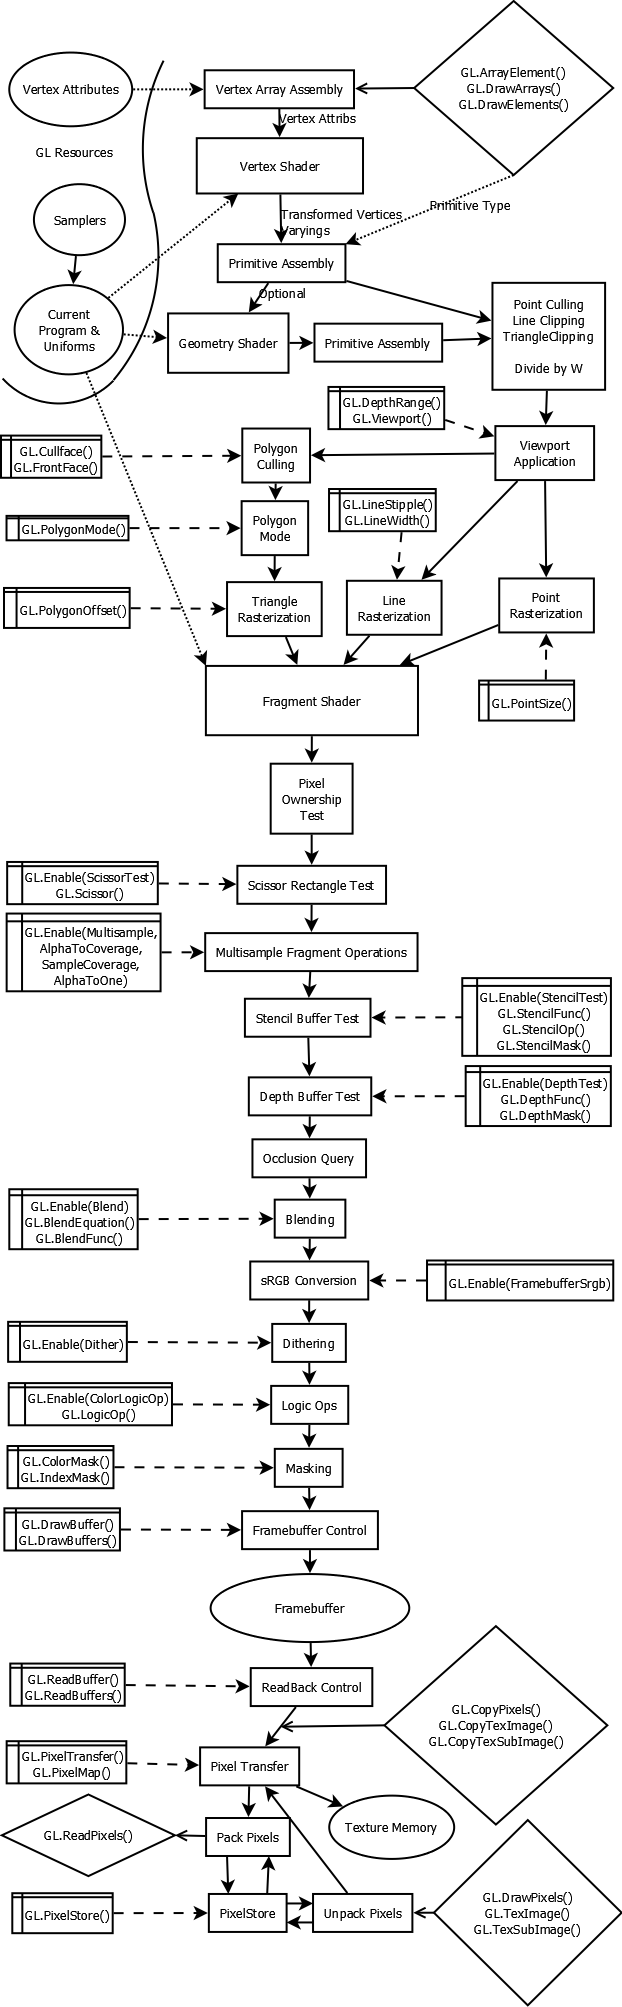 Vertex Attributes
Vertex Array Assembly
GL.ArrayElement()
GL.DrawArrays()
GL.DrawElements()
Vertex Attribs
GL Resources
Vertex Shader
Samplers
Transformed Vertices
Varyings
Primitive Type
Primitive Assembly
Optional
Current
Program &
Uniforms
Geometry Shader
Primitive Assembly
Point Culling
Line Clipping
TriangleClipping
Divide by W
GL.DepthRange()
GL.Viewport()
GL.Cullface()
GL.FrontFace()
Polygon
Culling
Viewport
Application
GL.PolygonMode()
Polygon
Mode
GL.LineStipple()
GL.LineWidth()
GL.PolygonOffset()
Triangle
Rasterization
Line
Rasterization
Point
Rasterization
Fragment Shader
GL.PointSize()
Pixel
Ownership
Test
GL.Enable(ScissorTest)
GL.Scissor()
Scissor Rectangle Test
GL.Enable(Multisample,
AlphaToCoverage,
SampleCoverage,
AlphaToOne)
Multisample Fragment Operations
Stencil Buffer Test
GL.Enable(StencilTest)
GL.StencilFunc()
GL.StencilOp()
GL.StencilMask()
Depth Buffer Test
GL.Enable(DepthTest)
GL.DepthFunc()
GL.DepthMask()
Occlusion Query
GL.Enable(Blend)
GL.BlendEquation()
GL.BlendFunc()
Blending
sRGB Conversion
GL.Enable(FramebufferSrgb)
GL.Enable(Dither)
Dithering
GL.Enable(ColorLogicOp)
GL.LogicOp()
Logic Ops
GL.ColorMask()
GL.IndexMask()
Masking
GL.DrawBuffer()
GL.DrawBuffers()
Framebuffer Control
Framebuffer
GL.ReadBuffer()
GL.ReadBuffers()
ReadBack Control
GL.CopyPixels()
GL.CopyTexImage()
GL.CopyTexSubImage()
GL.PixelTransfer()
GL.PixelMap()
Pixel Transfer
Texture Memory
GL.ReadPixels()
Pack Pixels
GL.PixelStore()
PixelStore
Unpack Pixels
GL.DrawPixels()
GL.TexImage()
GL.TexSubImage()